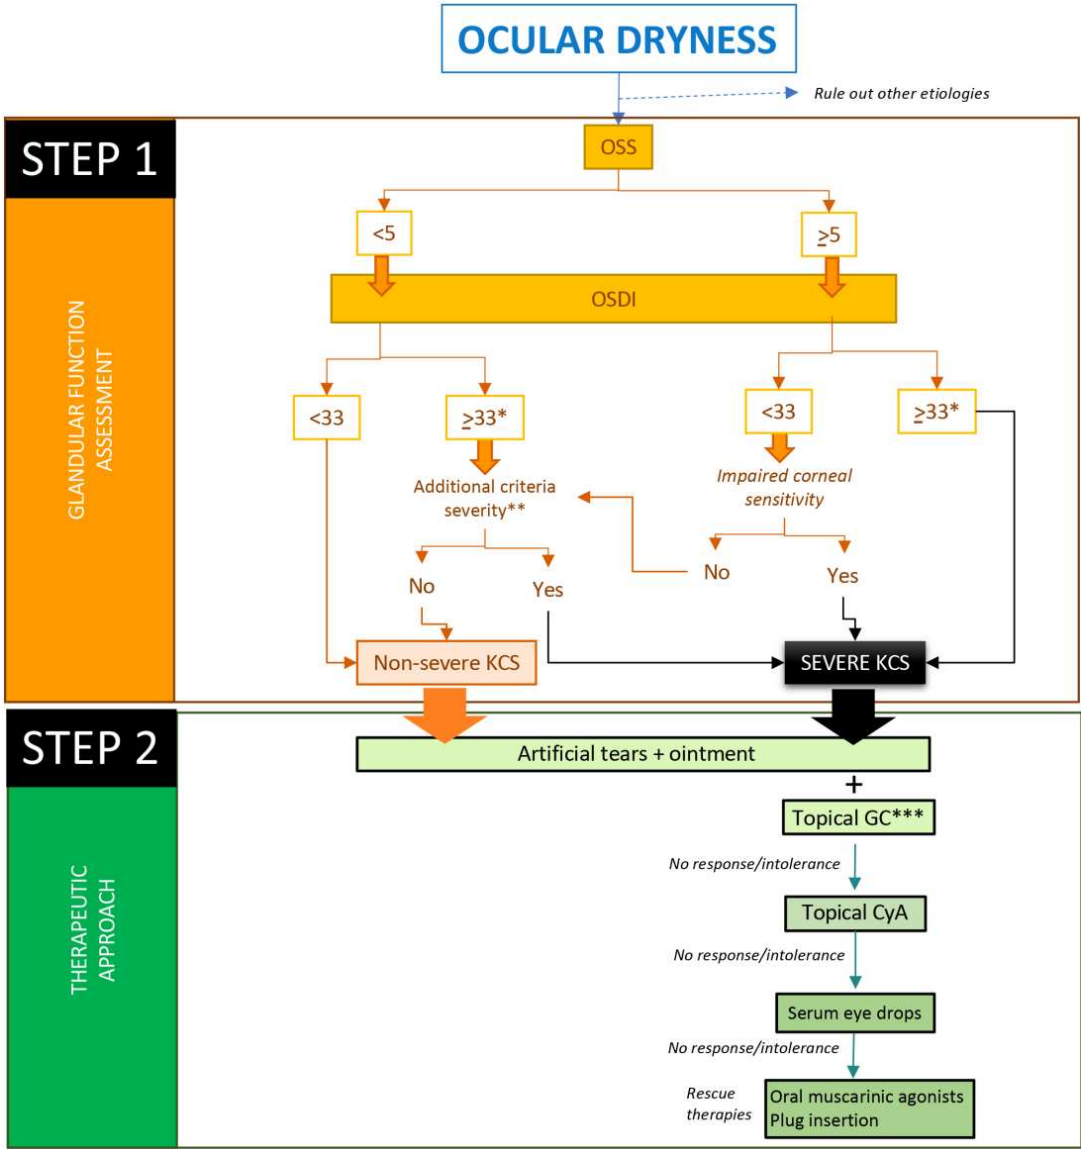 OCULAR DRYNESS
Rule out other etiologies
STEP 1
GLANDULAR FUNCTION
ASSESSMENT
OSS
<5
≥5
OSDI
<33
≥33*
<33
≥33*
Additional criteria
severity**
Impaired corneal
sensitivity
No
Yes
No
Yes
Non-severe KCS
SEVERE KCS
STEP 2
THERAPEUTIC
APPROACH
Artificial tears + ointment
+
Topical GC***
No response/intolerance
Topical CyA
No response/intolerance
Serum eye drops
No response/intolerance
Rescue
therapies
Oral muscarinic agonists
Plug insertion